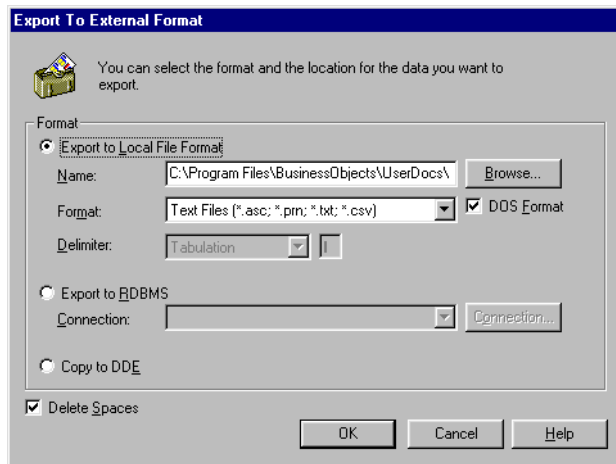 Export To External Format
You can select the format and the location for the data you want to
export.
Format
Export to Local File Format
Name: C:\Program Files\BusinessObjects\UserDocs\ Browse...
Format: Text Files (*.asc; *.prn; *.txt; *.csv) DOS Format
Delimiter: Tabulation
Export to RDBMS
Connection: Connection...
Copy to DDE
Delete Spaces
OK Cancel Help